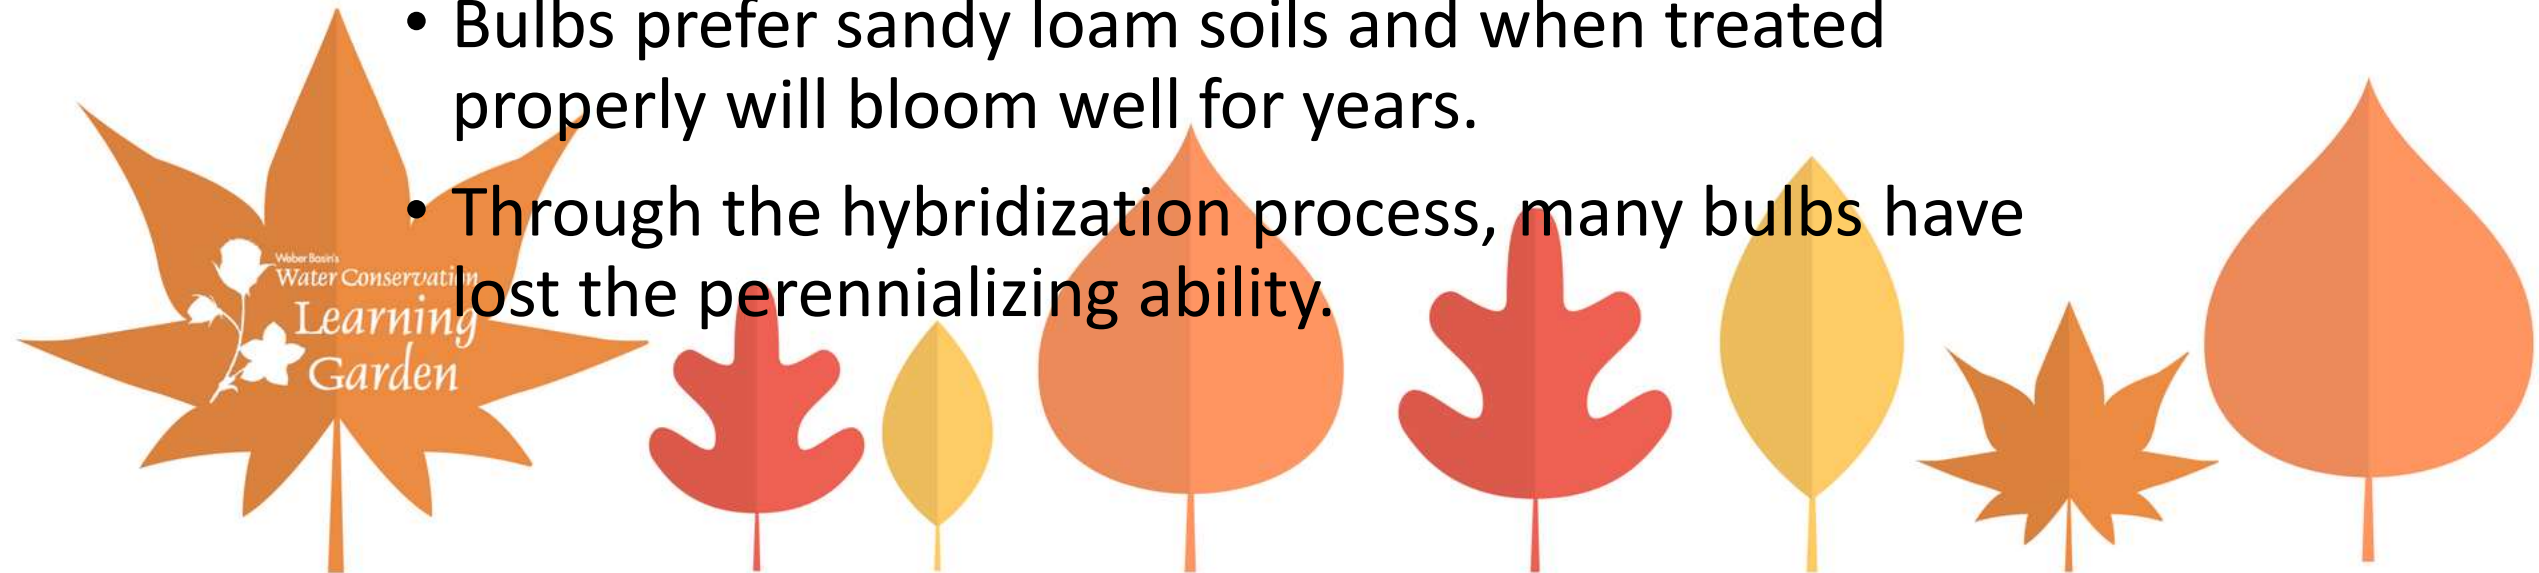 • Bulbs prefer sandy loam soils and when treated
properly will bloom well for years.
• Through the hybridization process, many bulbs have
lost the perennializing ability.
Weber Basin's
Water Conservation
Learning
Garden